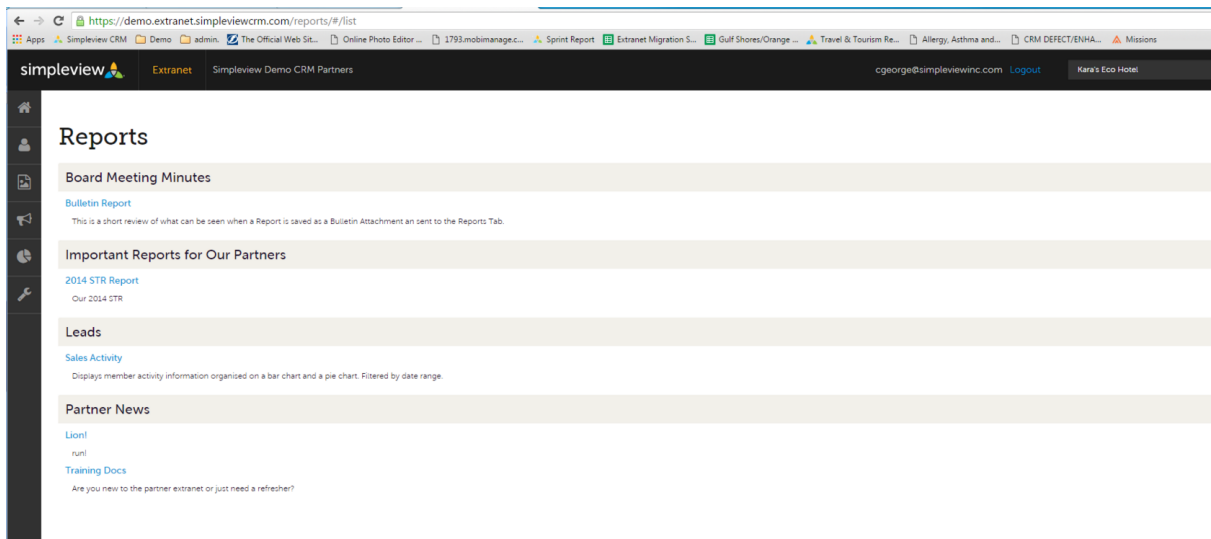 https://demo.extranet.simpleviewcrm.com/reports/#/list
Apps Simpleview CRM Demo admin. The Official Web Sit... Online Photo Editor ... 1793.mobimanage.c... Sprint Report Extranet Migration S... Gulf Shores/Orange ... Travel & Tourism Re... Allergy, Asthma and... CRM DEFECT/ENHA... Missions
simpleview Extranet Simpleview Demo CRM Partners cgeorge@simpleviewinc.com Logout Kara's Eco Hotel
Reports
Board Meeting Minutes
Bulletin Report
This is a short review of what can be seen when a Report is saved as a Bulletin Attachment an sent to the Reports Tab.
Important Reports for Our Partners
2014 STR Report
Our 2014 STR
Leads
Sales Activity
Displays member activity information organised on a bar chart and a pie chart. Filtered by date range.
Partner News
Lion!
run!
Training Docs
Are you new to the partner extranet or just need a refresher?